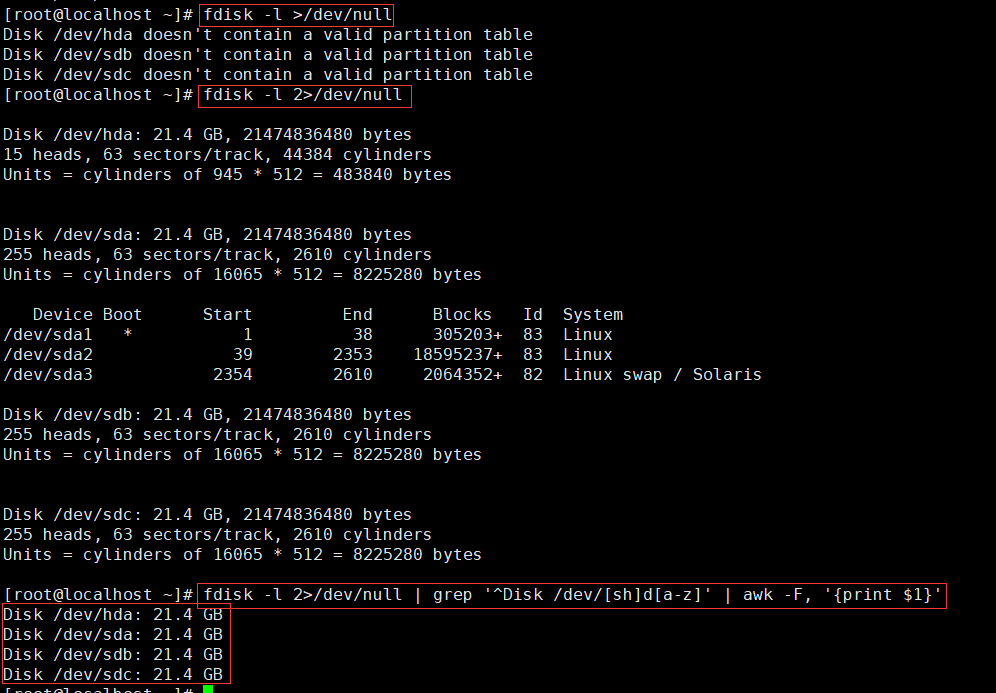 [root@localhost ~]# fdisk -l >/dev/null
Disk /dev/hda doesn't contain a valid partition table
Disk /dev/sdb doesn't contain a valid partition table
Disk /dev/sdc doesn't contain a valid partition table
[root@localhost ~]# fdisk -l 2>/dev/null
Disk /dev/hda: 21.4 GB, 21474836480 bytes
15 heads, 63 sectors/track, 44384 cylinders
Units = cylinders of 945 * 512 = 483840 bytes
Disk /dev/sda: 21.4 GB, 21474836480 bytes
255 heads, 63 sectors/track, 2610 cylinders
Units = cylinders of 16065 * 512 = 8225280 bytes
   Device Boot      Start         End      Blocks   Id  System
/dev/sda1   *           1          38      305203+  83  Linux
/dev/sda2              39        2353    18595237+  83  Linux
/dev/sda3            2354        2610     2064352+  82  Linux swap / Solaris
Disk /dev/sdb: 21.4 GB, 21474836480 bytes
255 heads, 63 sectors/track, 2610 cylinders
Units = cylinders of 16065 * 512 = 8225280 bytes
Disk /dev/sdc: 21.4 GB, 21474836480 bytes
255 heads, 63 sectors/track, 2610 cylinders
Units = cylinders of 16065 * 512 = 8225280 bytes
[root@localhost ~]# fdisk -l 2>/dev/null | grep '^Disk /dev/[sh]d[a-z]' | awk -F, '{print $1}'
Disk /dev/hda: 21.4 GB
Disk /dev/sda: 21.4 GB
Disk /dev/sdb: 21.4 GB
Disk /dev/sdc: 21.4 GB
[root@localhost ~]#